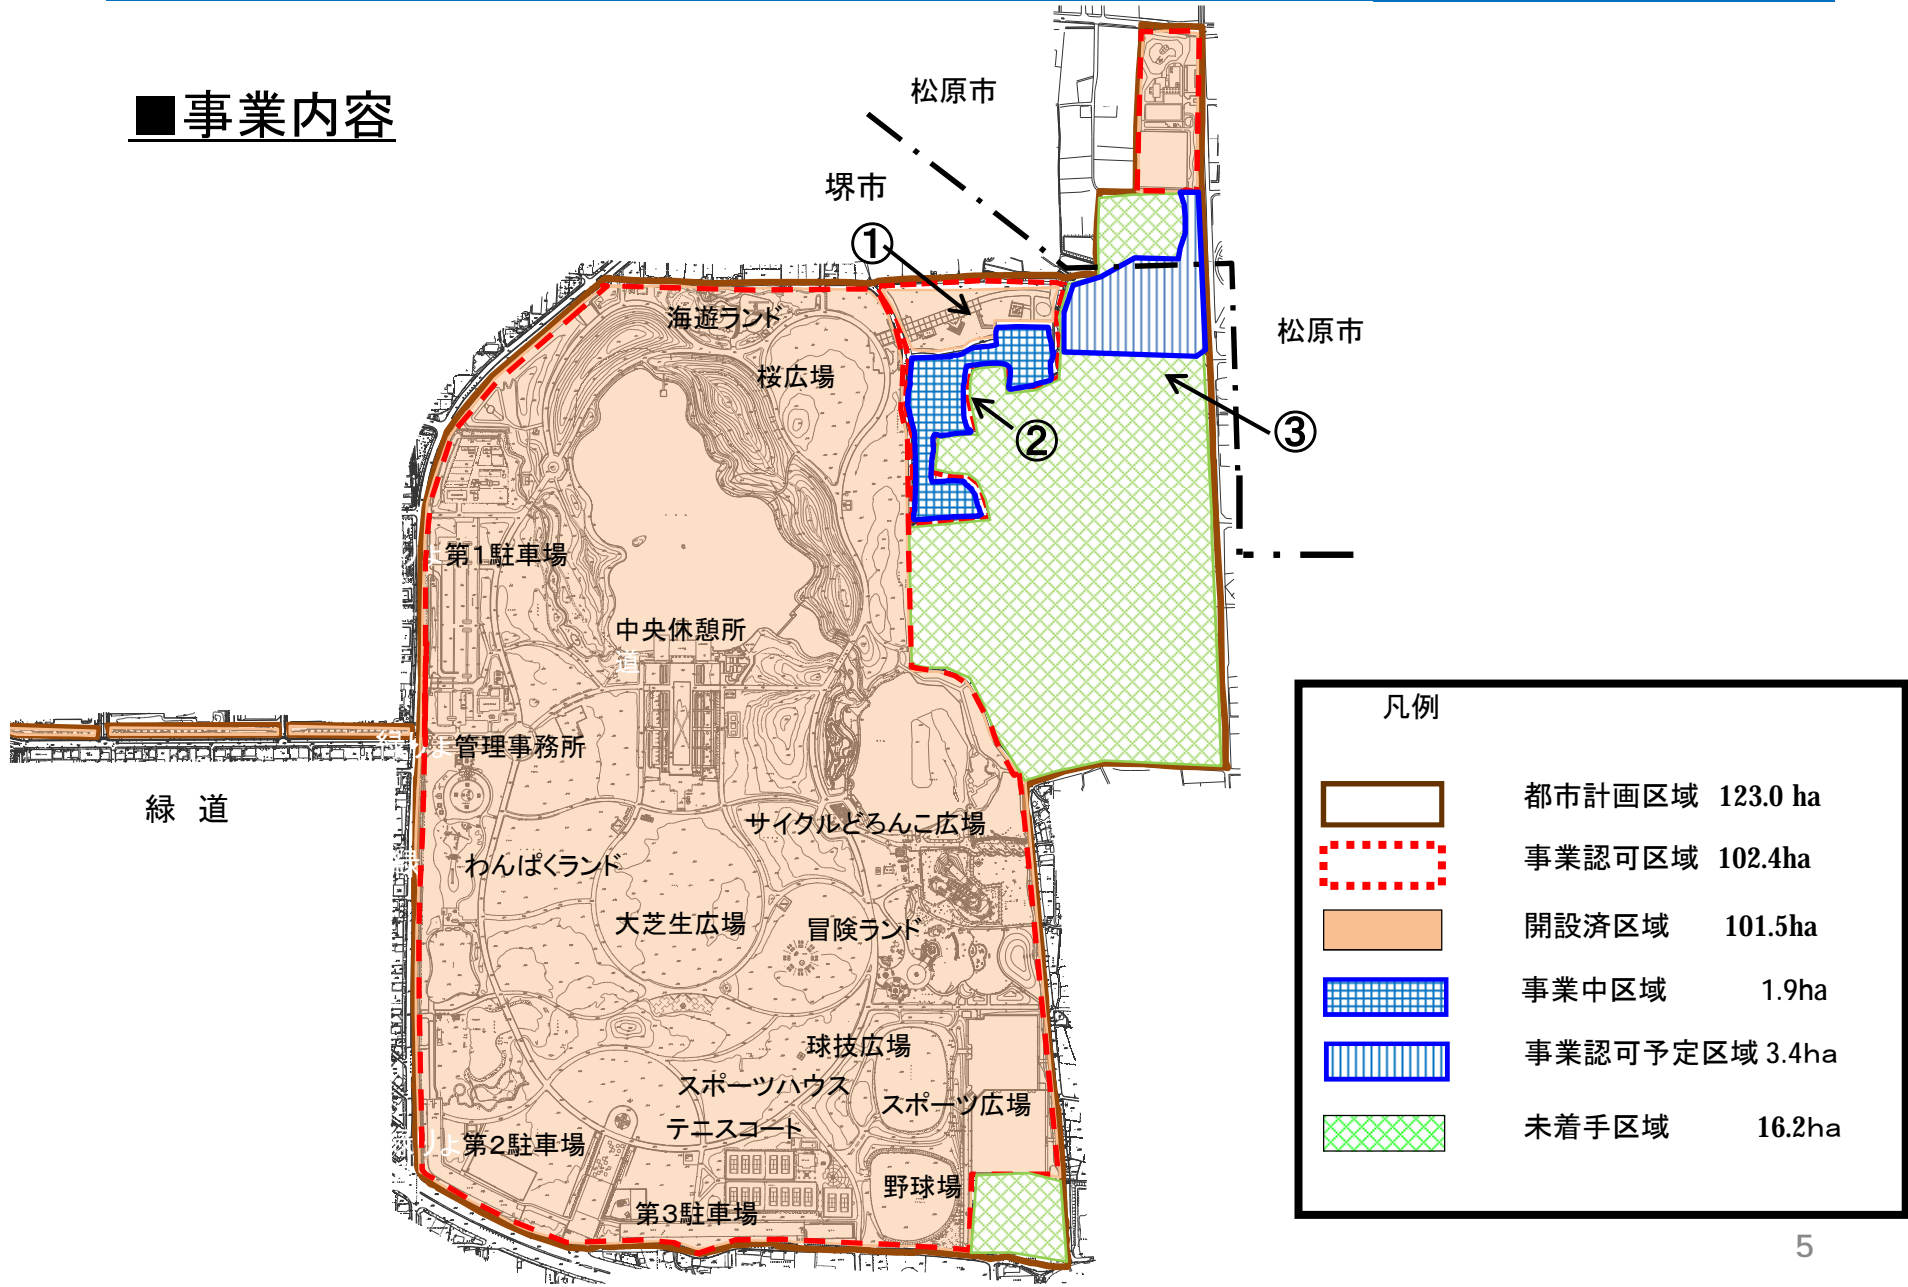 ■事業内容
松原市
堺市
①
海遊ランド
松原市
桜広場
②
③
第1駐車場
中央休憩所
道
管理事務所
緑 道
サイクルどろんこ広場
わんぱくランド
大芝生広場
冒険ランド
球技広場
スポーツハウス
スポーツ広場
テニスコート
第2駐車場
野球場
第3駐車場
凡例
都市計画区域 123.0 ha
事業認可区域 102.4ha
開設済区域 101.5ha
事業中区域 1.9ha
事業認可予定区域 3.4ha
未着手区域 16.2ha
5